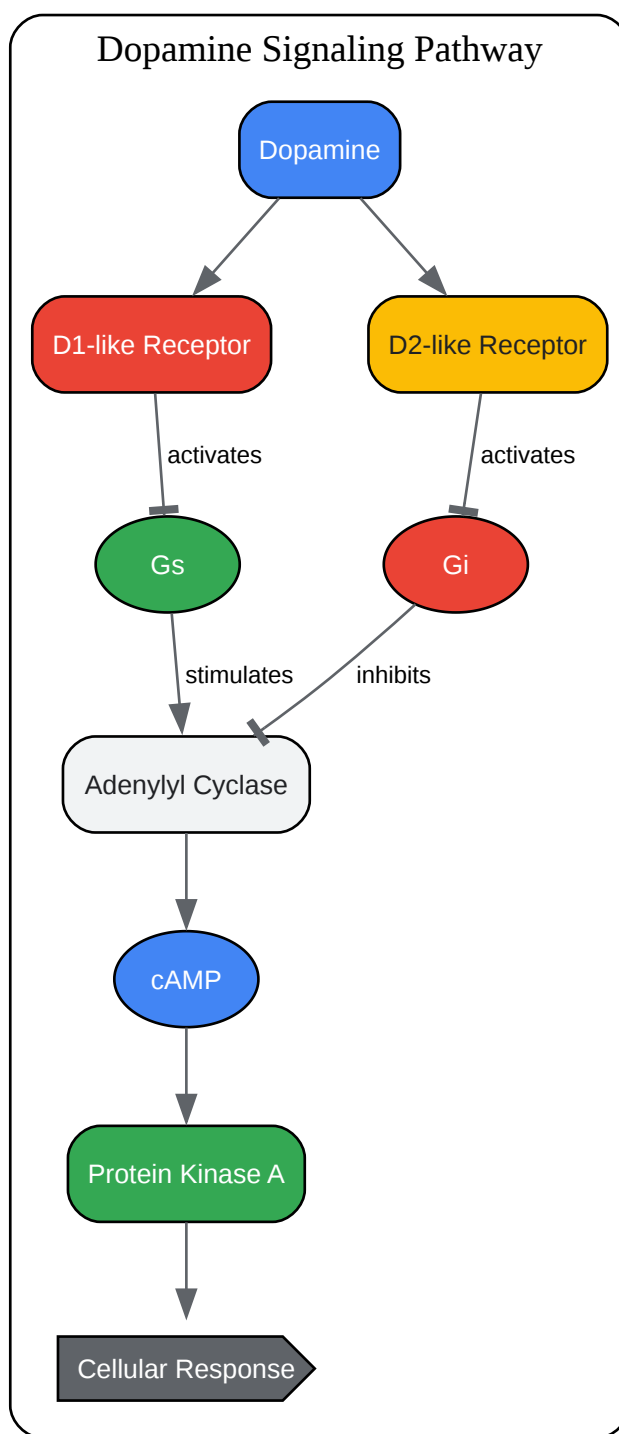 Dopamine Signaling Pathway
Dopamine
D1-like Receptor
D2-like Receptor
activates
activates
Gs
Gi
stimulates
inhibits
Adenylyl Cyclase
cAMP
Protein Kinase A
Cellular Response